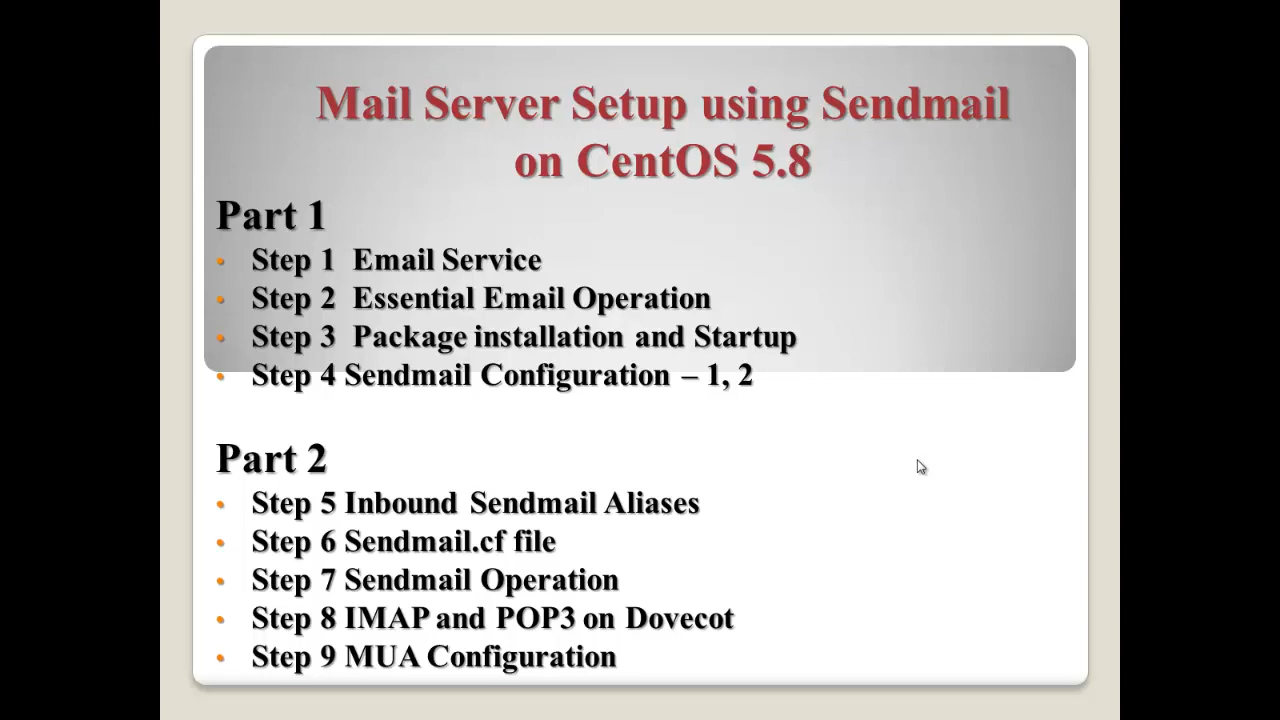 Mail Server Setup using Sendmail
on CentOS 5.8
Part 1
• Step 1 Email Service
• Step 2 Essential Email Operation
• Step 3 Package installation and Startup
• Step 4 Sendmail Configuration – 1, 2
Part 2
• Step 5 Inbound Sendmail Aliases
• Step 6 Sendmail.cf file
• Step 7 Sendmail Operation
• Step 8 IMAP and POP3 on Dovecot
• Step 9 MUA Configuration